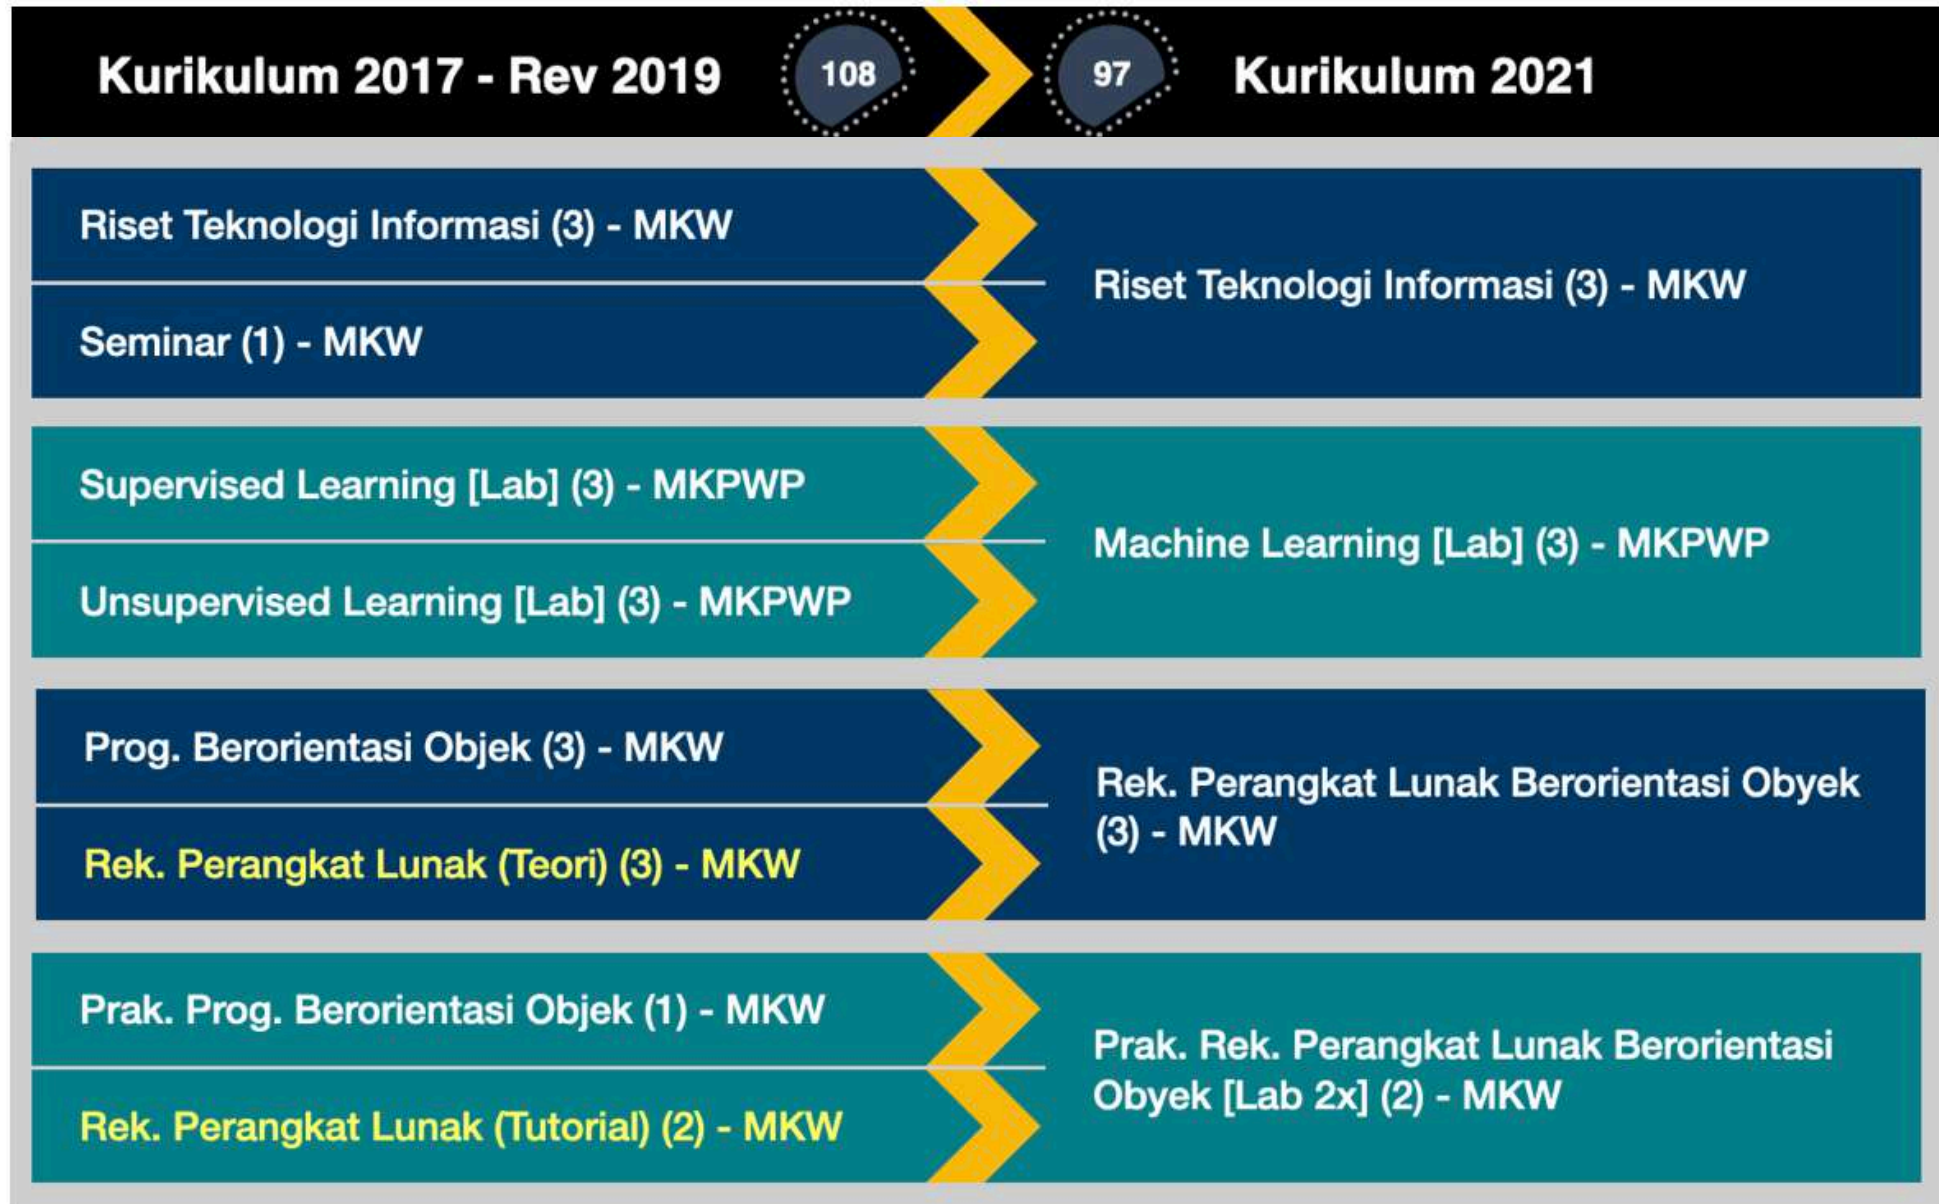 Kurikulum 2017 - Rev 2019
108
97
Kurikulum 2021
Riset Teknologi Informasi (3) - MKW
Seminar (1) - MKW
Riset Teknologi Informasi (3) - MKW
Supervised Learning [Lab] (3) - MKPWP
Unsupervised Learning [Lab] (3) - MKPWP
Machine Learning [Lab] (3) - MKPWP
Prog. Berorientasi Objek (3) - MKW
Rek. Perangkat Lunak (Teori) (3) - MKW
Rek. Perangkat Lunak Berorientasi Obyek
(3) - MKW
Prak. Prog. Berorientasi Objek (1) - MKW
Rek. Perangkat Lunak (Tutorial) (2) - MKW
Prak. Rek. Perangkat Lunak Berorientasi
Obyek [Lab 2x] (2) - MKW